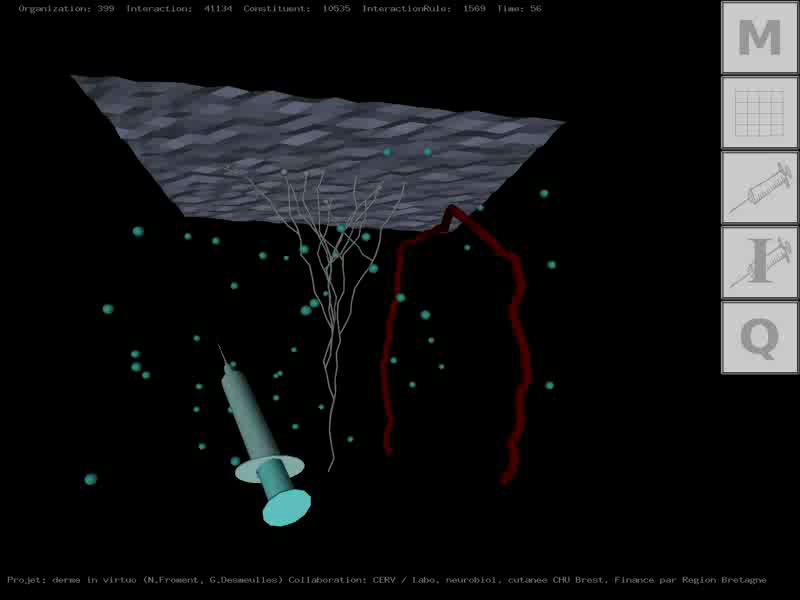 Organization: 399 Interaction: 41134 Constituent: 10535 InteractionRule: 1569 Time: 56
M
I
Q
Projet: derme in virtuo (N.Froment, G.Desmeulles) Collaboration: CERV / Labo. neurobiol. cutanee CHU Brest. Finance par Region Bretagne